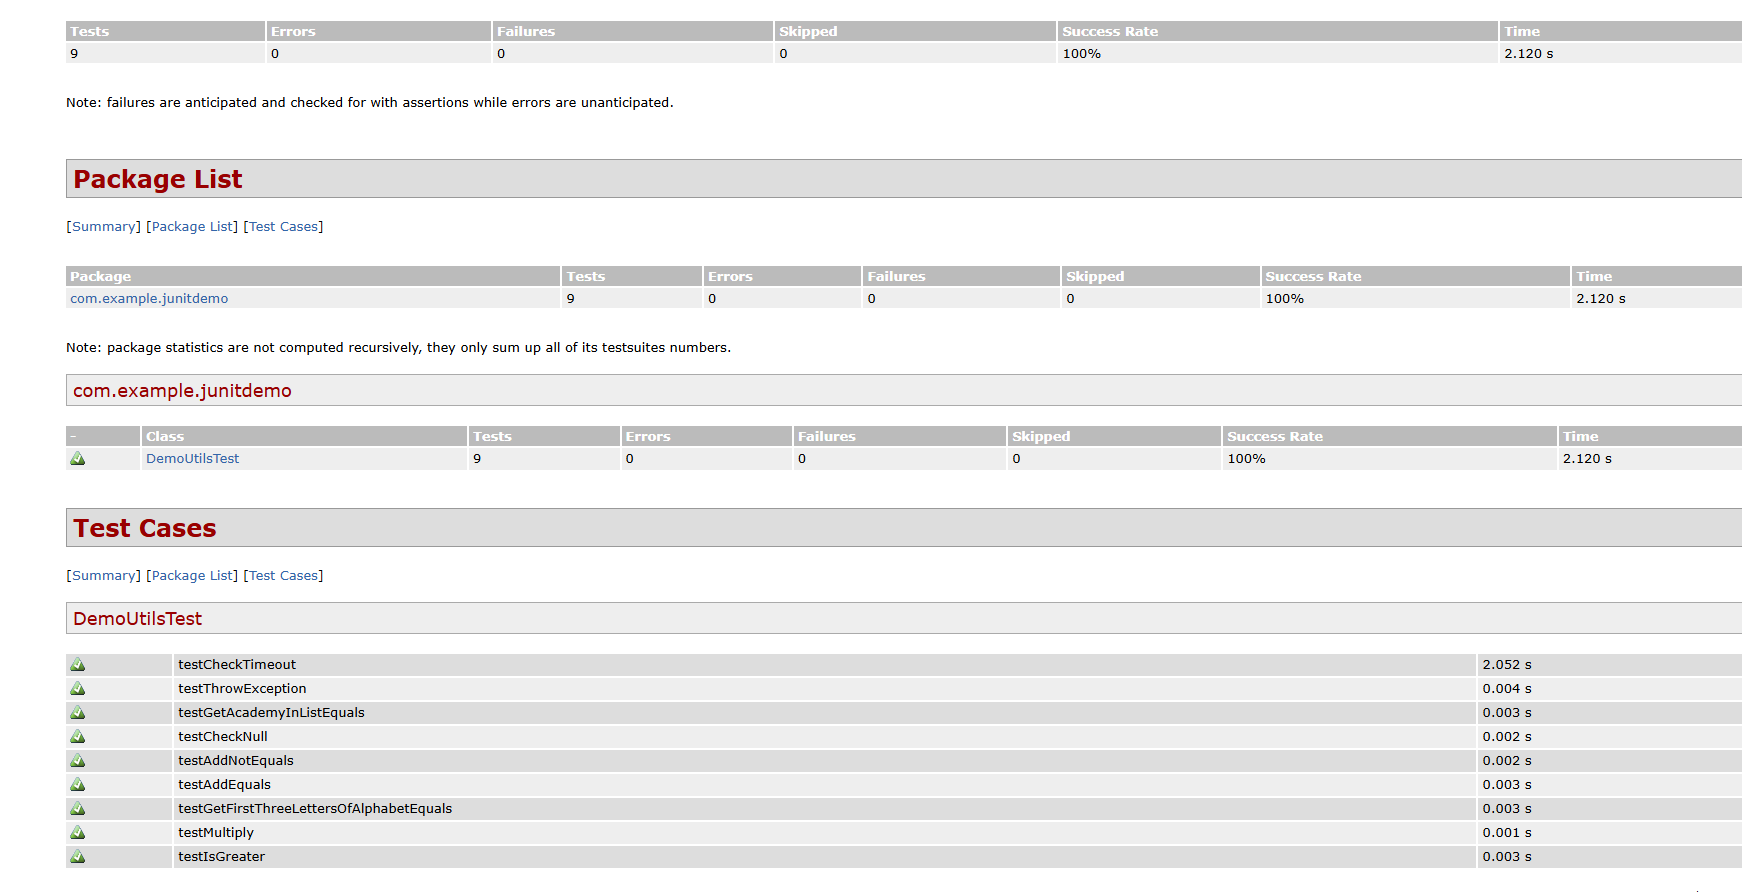 Tests Errors Failures Skipped Success Rate Time
9 0 0 0 100% 2.120 s
Note: failures are anticipated and checked for with assertions while errors are unanticipated.
Package List
[Summary] [Package List] [Test Cases]
Package Tests Errors Failures Skipped Success Rate Time
com.example.junitdemo 9 0 0 0 100% 2.120 s
Note: package statistics are not computed recursively, they only sum up all of its testsuites numbers.
com.example.junitdemo
- Class Tests Errors Failures Skipped Success Rate Time
DemoUtilsTest 9 0 0 0 100% 2.120 s
Test Cases
[Summary] [Package List] [Test Cases]
DemoUtilsTest
testCheckTimeout 2.052 s
testThrowException 0.004 s
testGetAcademyInListEquals 0.003 s
testCheckNull 0.002 s
testAddNotEquals 0.002 s
testAddEquals 0.003 s
testGetFirstThreeLettersOfAlphabetEquals 0.003 s
testMultiply 0.001 s
testIsGreater 0.003 s